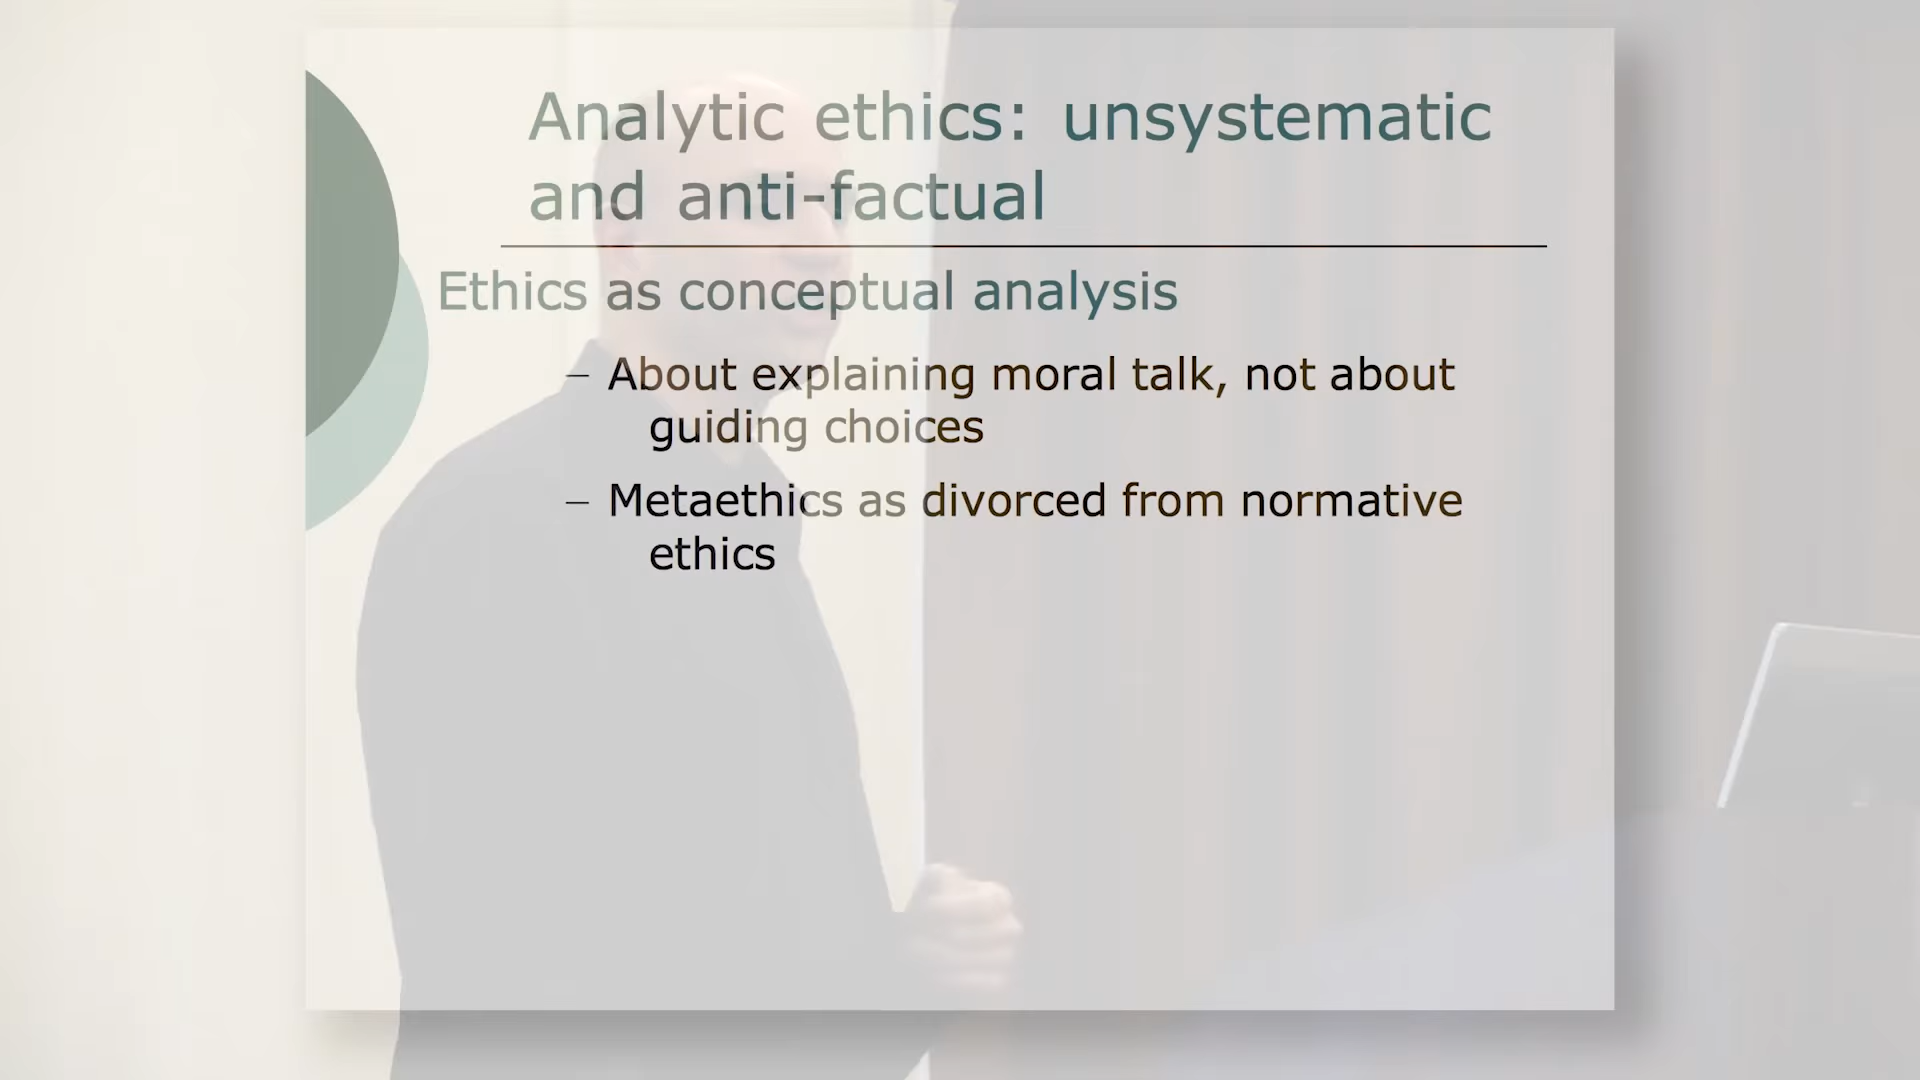 Analytic ethics: unsystematic
and anti-factual
Ethics as conceptual analysis
– About explaining moral talk, not about
guiding choices
– Metaethics as divorced from normative
ethics